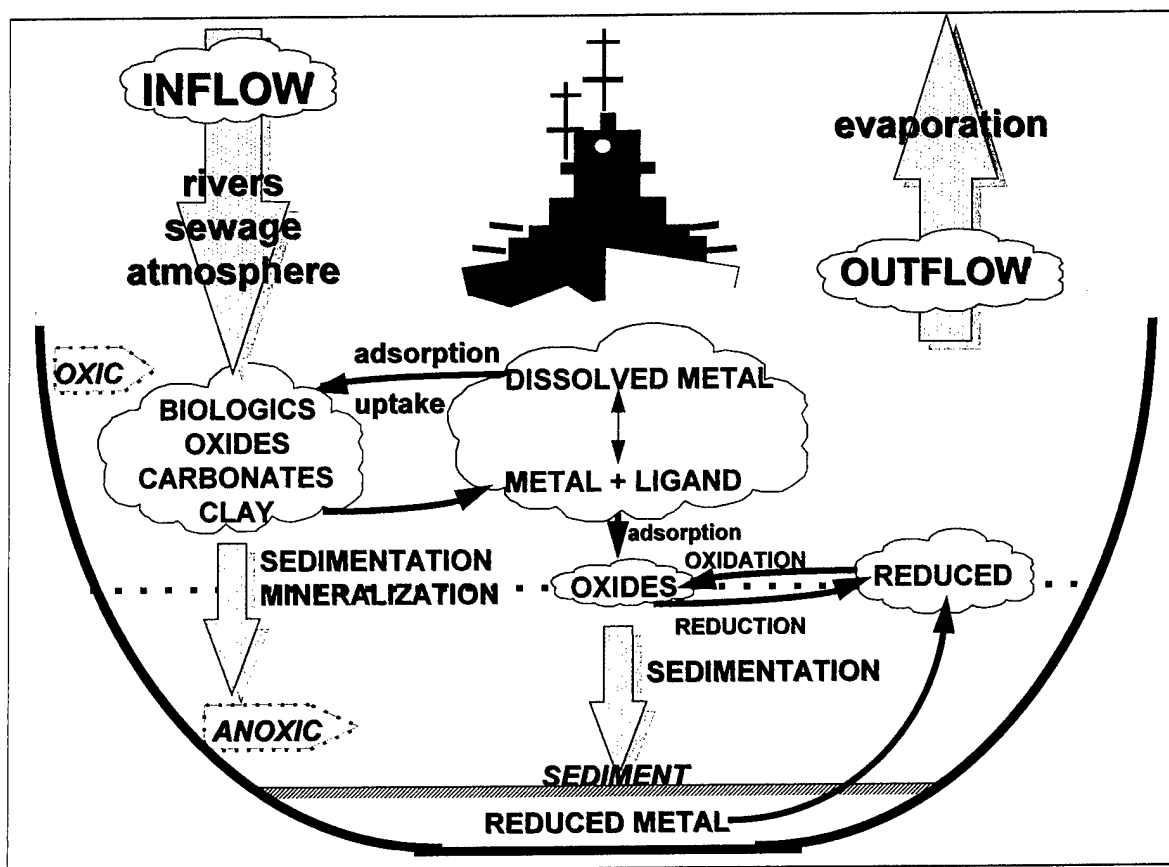 INFLOW
rivers
sewage
atmosphere
evaporation
OUTFLOW
OXIC
adsorption
uptake
DISSOLVED METAL
METAL + LIGAND
BIOLOGICS
OXIDES
CARBONATES
CLAY
adsorption
OXIDATION
OXIDES
REDUCED
REDUCTION
SEDIMENTATION
MINERALIZATION
SEDIMENTATION
ANOXIC
SEDIMENT
REDUCED METAL